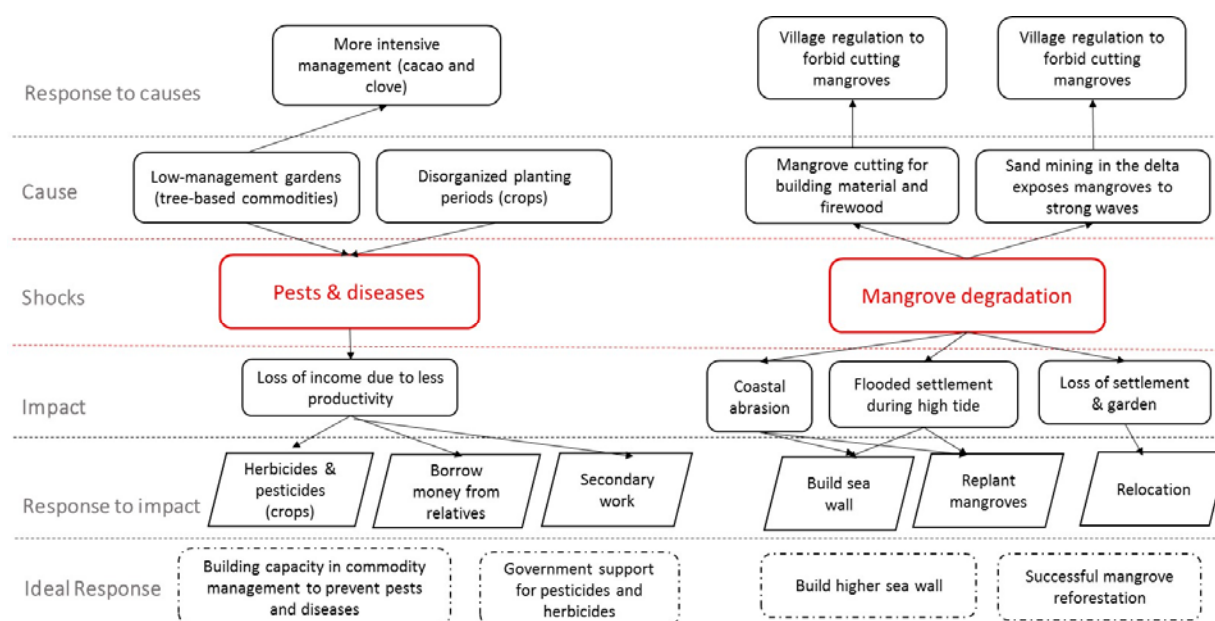 Response to causes
More intensive
management (cacao and
clove)
Village regulation to
forbid cutting
mangroves
Village regulation to
forbid cutting
mangroves
Cause
Low-management gardens
(tree-based commodities)
Disorganized planting
periods (crops)
Mangrove cutting for
building material and
firewood
Sand mining in the delta
exposes mangroves to
strong waves
Shocks
Pests & diseases
Mangrove degradation
Impact
Loss of income due to less
productivity
Coastal
abrasion
Flooded settlement
during high tide
Loss of settlement
& garden
Response to impact
Herbicides &
pesticides
(crops)
Borrow
money from
relatives
Secondary
work
Build sea
wall
Replant
mangroves
Relocation
Ideal Response
Building capacity in commodity
management to prevent pests
and diseases
Government support
for pesticides and
herbicides
Build higher sea wall
Successful mangrove
reforestation